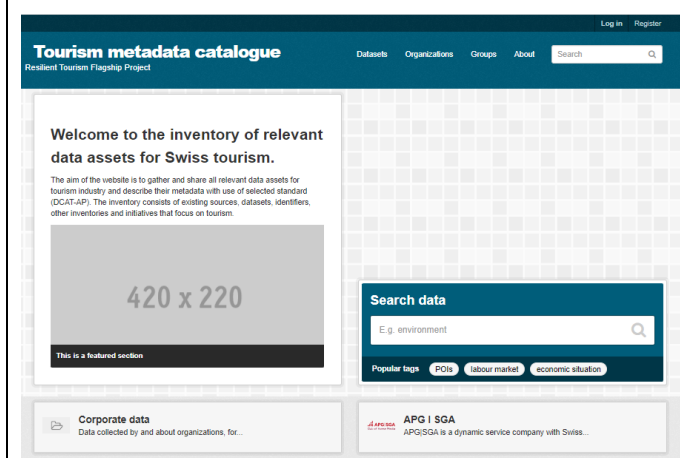 Log in Register
Tourism metadata catalogue
Resilient Tourism Flagship Project
Datasets Organizations Groups About Search
Welcome to the inventory of relevant
data assets for Swiss tourism.
The aim of the website is to gather and share all relevant data assets for
tourism industry and describe their metadata with use of selected standard
(DCAT-AP). The inventory consists of existing sources, datasets, identifiers,
other inventories and initiatives that focus on tourism.
420 x 220
This is a featured section
Search data
E.g. environment
Popular tags POIs labour market economic situation
Corporate data
Data collected by and about organizations, for...
APG SGA
APG I SGA
APG|SGA is a dynamic service company with Swiss...